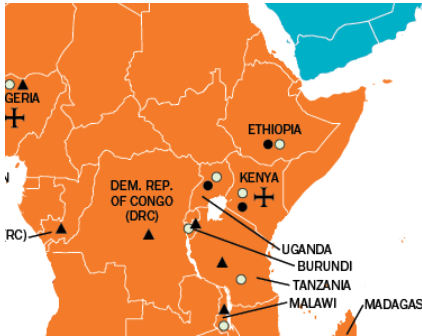 GERIA
ETHIOPIA
KENYA
DEM. REP.
OF CONGO
(DRC)
N
RC)
UGANDA
BURUNDI
TANZANIA
MALAWI
MADAGAS